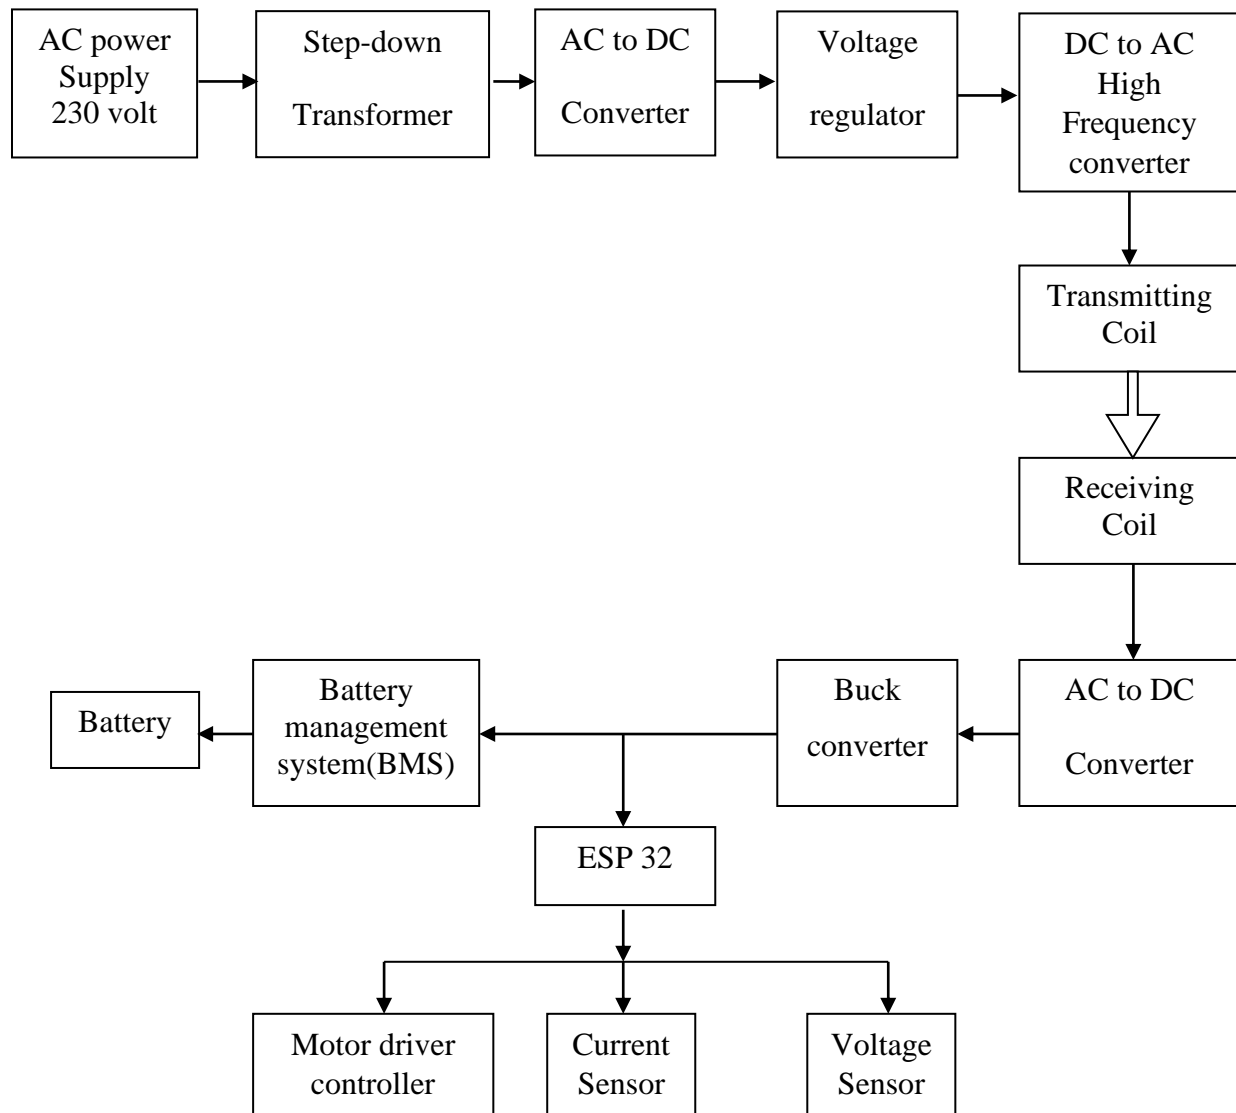 AC power
Supply
230 volt
Step-down
Transformer
AC to DC
Converter
Voltage
regulator
DC to AC
High
Frequency
converter
Transmitting
Coil
Receiving
Coil
AC to DC
Converter
Buck
converter
Battery
management
system(BMS)
Battery
ESP 32
Motor driver
controller
Current
Sensor
Voltage
Sensor